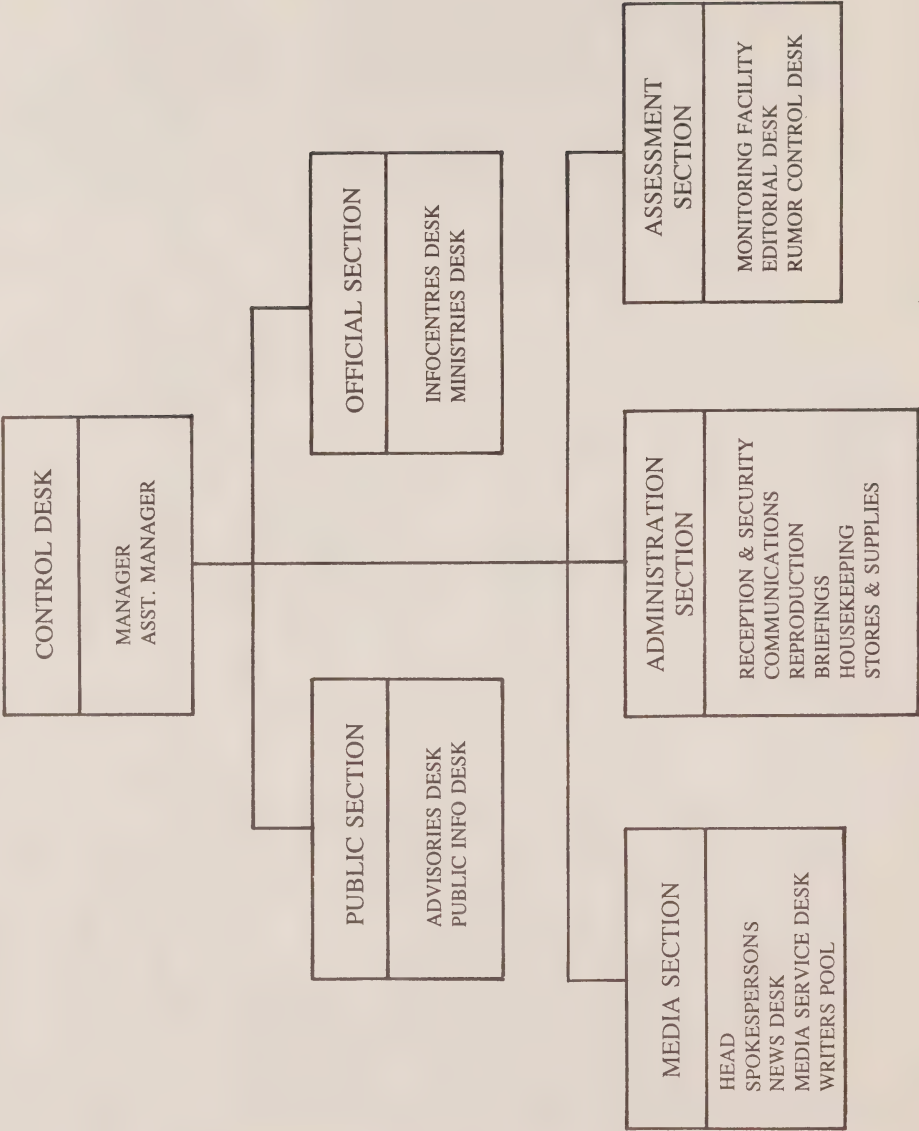 CONTROL DESK
MANAGER
ASST. MANAGER
PUBLIC SECTION
ADVISORIES DESK
PUBLIC INFO DESK
OFFICIAL SECTION
INFOCENTRES DESK
MINISTRIES DESK
MEDIA SECTION
HEAD
SPOKESPERSONS
NEWS DESK
MEDIA SERVICE DESK
WRITERS POOL
ADMINISTRATION
SECTION
RECEPTION & SECURITY
COMMUNICATIONS
REPRODUCTION
BRIEFINGS
HOUSEKEEPING
STORES & SUPPLIES
ASSESSMENT
SECTION
MONITORING FACILITY
EDITORIAL DESK
RUMOR CONTROL DESK